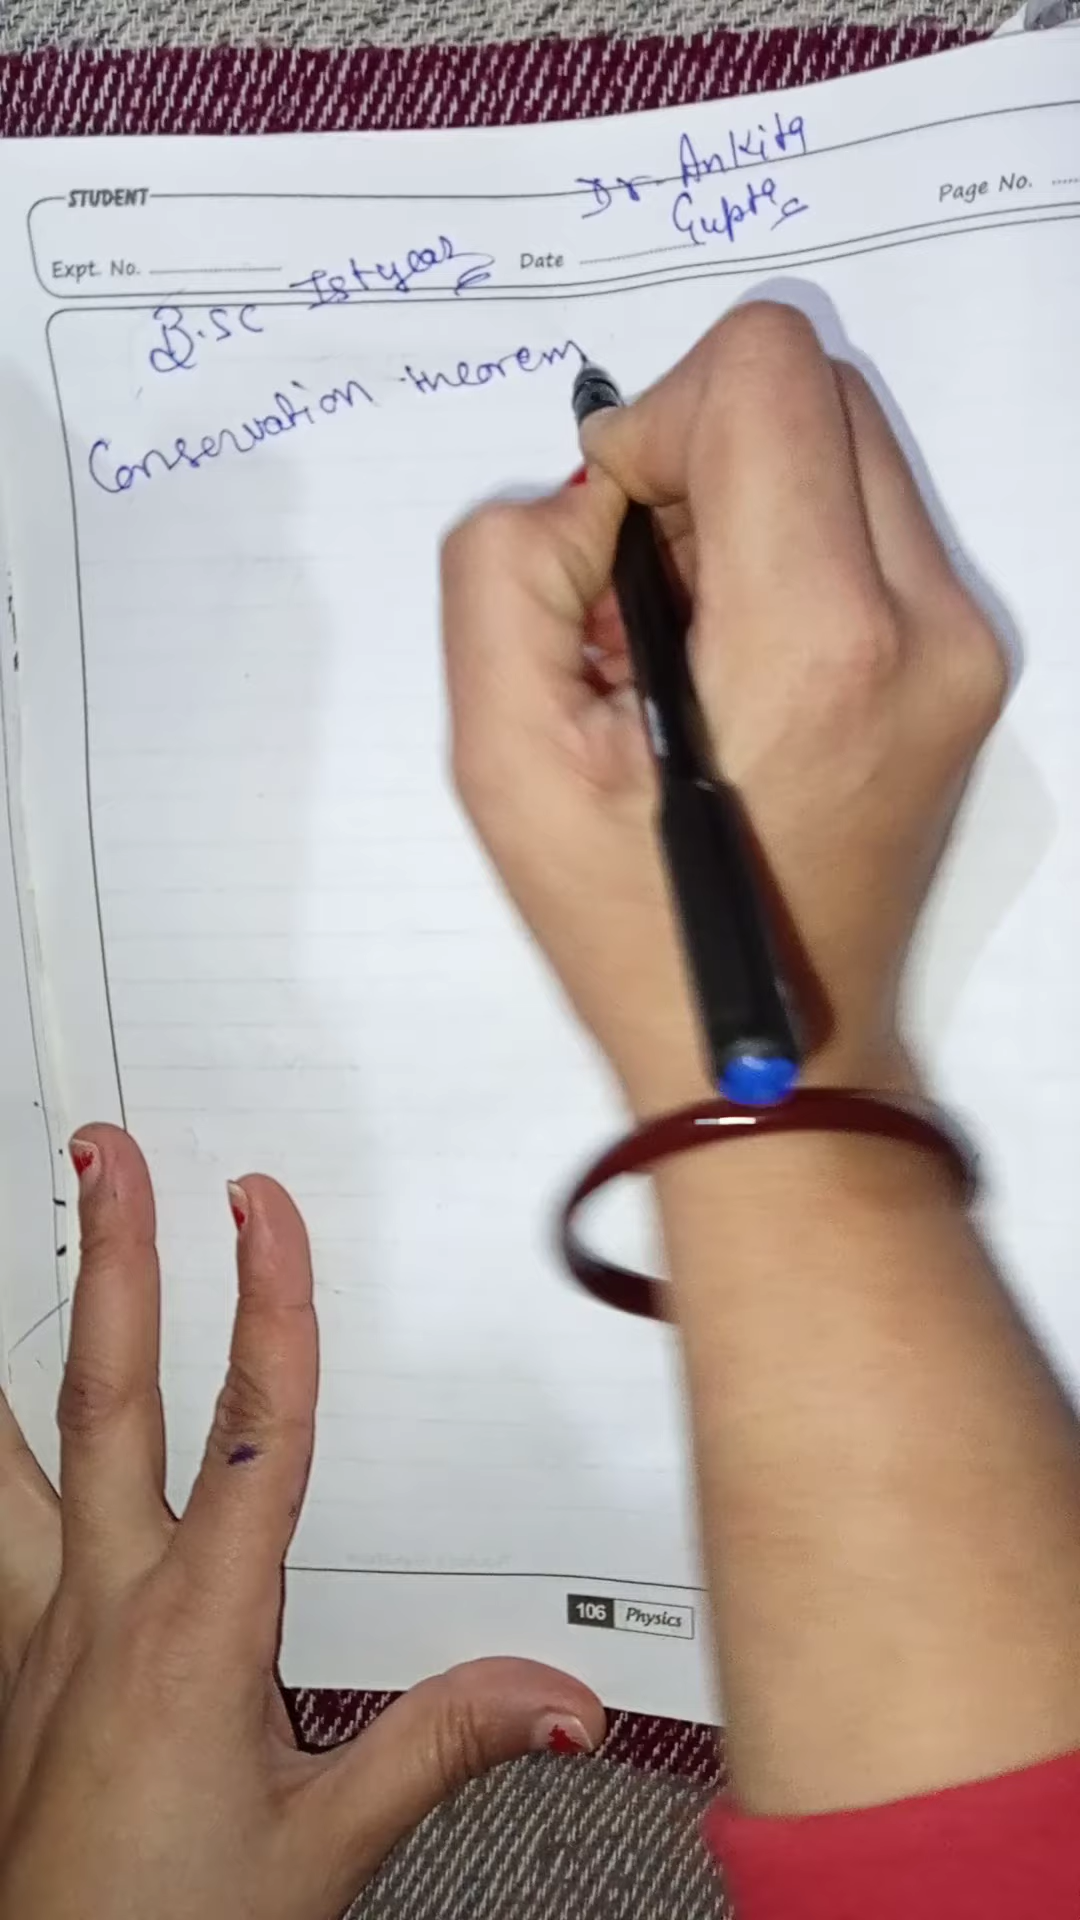 STUDENT
Dr. Ankita
Gupta
Page No.
Expt. No.
Date
B.sc Ist year
Conservation theorem
106 Physics